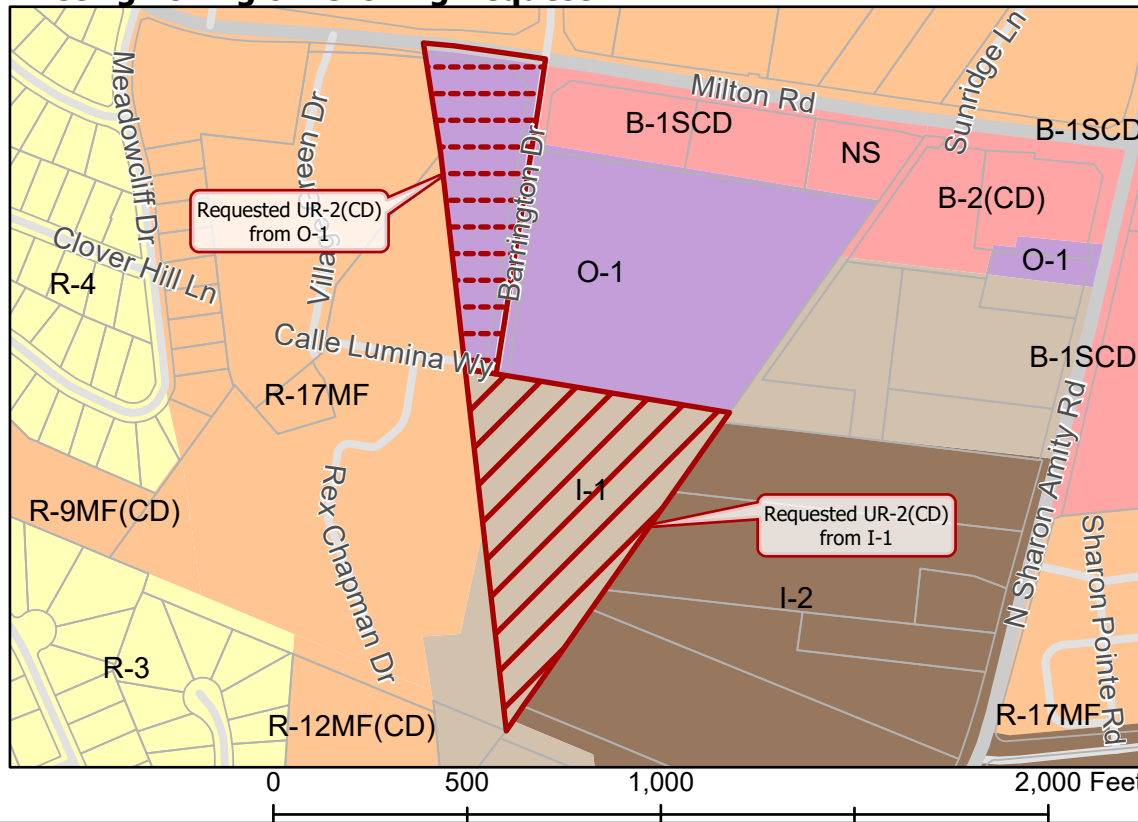 Milton Rd
Sunridge Ln
Meadowcliff Dr
B-1SCD
B-1SCD
NS
B-2(CD)
Requested UR-2(CD)
from O-1
Barrington Dr
Clover Hill Ln
R-4
O-1
O-1
Calle Lumina Wy
B-1SCD
R-17MF
N Sharon Amity Rd
R-9MF(CD)
Rex Chapman Dr
I-1
Requested UR-2(CD)
from I-1
Sharon Pointe Rd
I-2
R-3
R-12MF(CD)
R-17MF
0 500 1,000 2,000 Feet